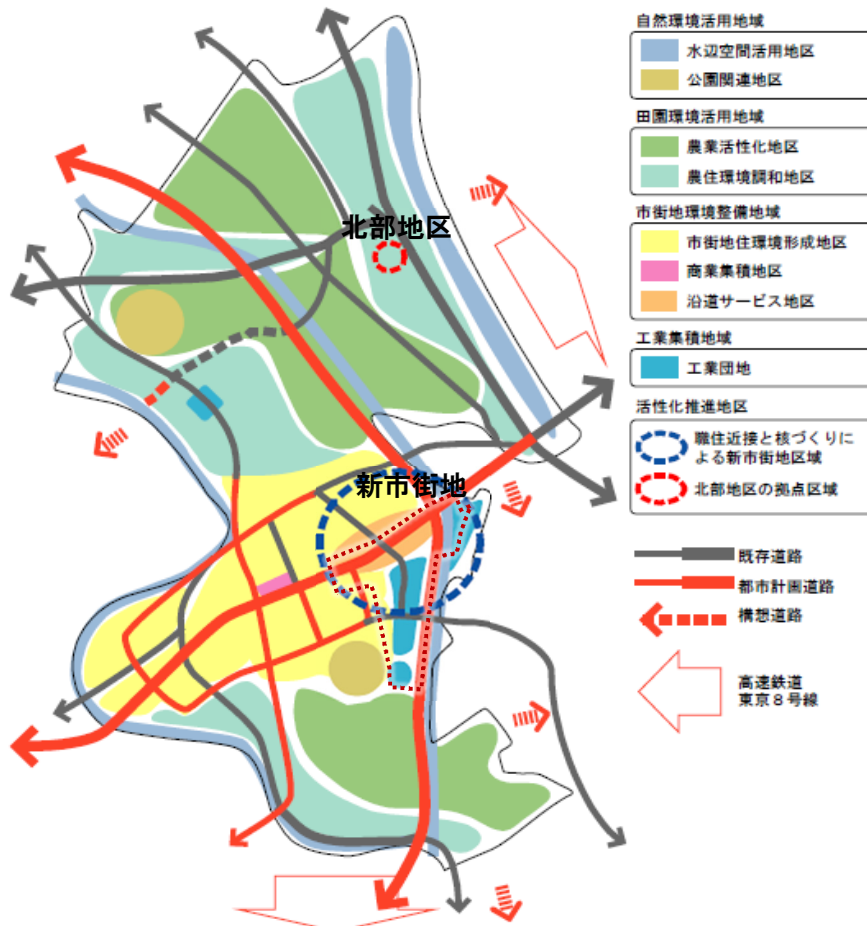 自然環境活用地域
水辺空間活用地区
公園関連地区
田園環境活用地域
農業活性化地区
農住環境調和地区
市街地環境整備地域
市街地住環境形成地区
商業集積地区
沿道サービス地区
工業集積地域
工業団地
活性化推進地区
職住近接と核づくりに
よる新市街地区域
北部地区の拠点区域
既存道路
都市計画道路
構想道路
高速鉄道
東京8号線
北部地区
新市街地